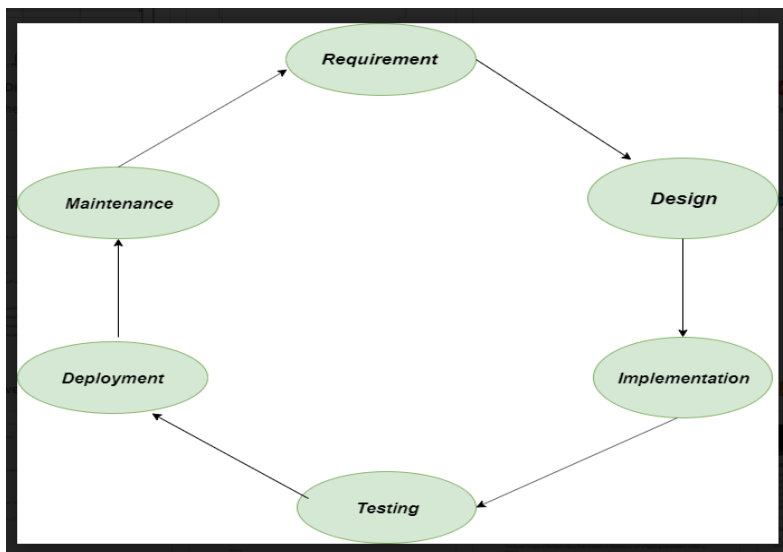 Requirement
Design
Implementation
Testing
Deployment
Maintenance